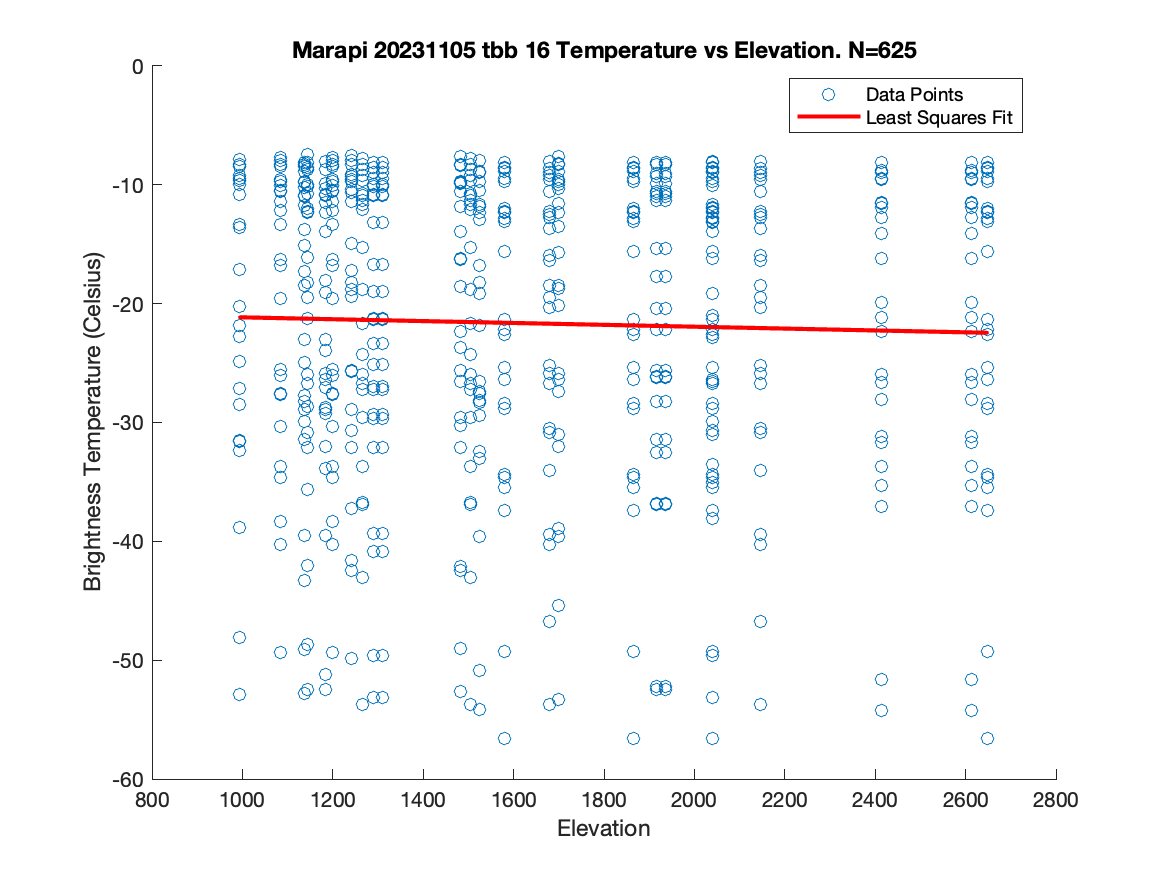 Marapi 20231105 tbb 16 Temperature vs Elevation. N=625
Data Points
Least Squares Fit
0
-10
-20
-30
-40
-50
-60
Brightness Temperature (Celsius)
800 1000 1200 1400 1600 1800 2000 2200 2400 2600 2800
Elevation